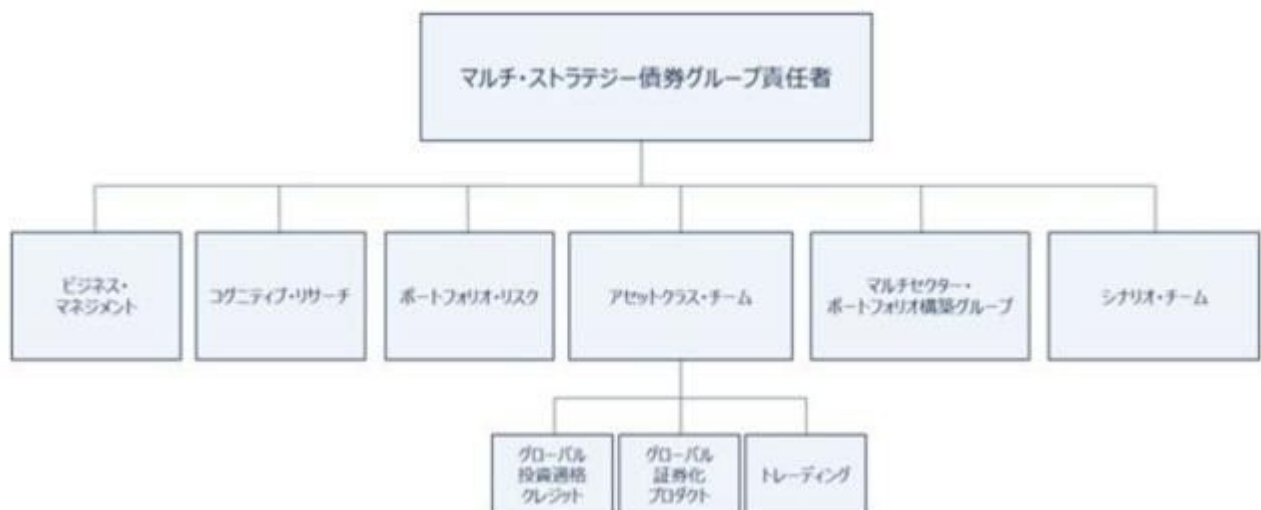 マルチ・ストラテジー債券グループ責任者
ビジネス・
マネジメント
コグニティブ・リサーチ
ポートフォリオ・リスク
アセットクラス・チーム
マルチセクター・
ポートフォリオ構築グループ
シナリオ・チーム
グローバル
投資適格
クレジット
グローバル
証券化
プロダクト
トレーディング